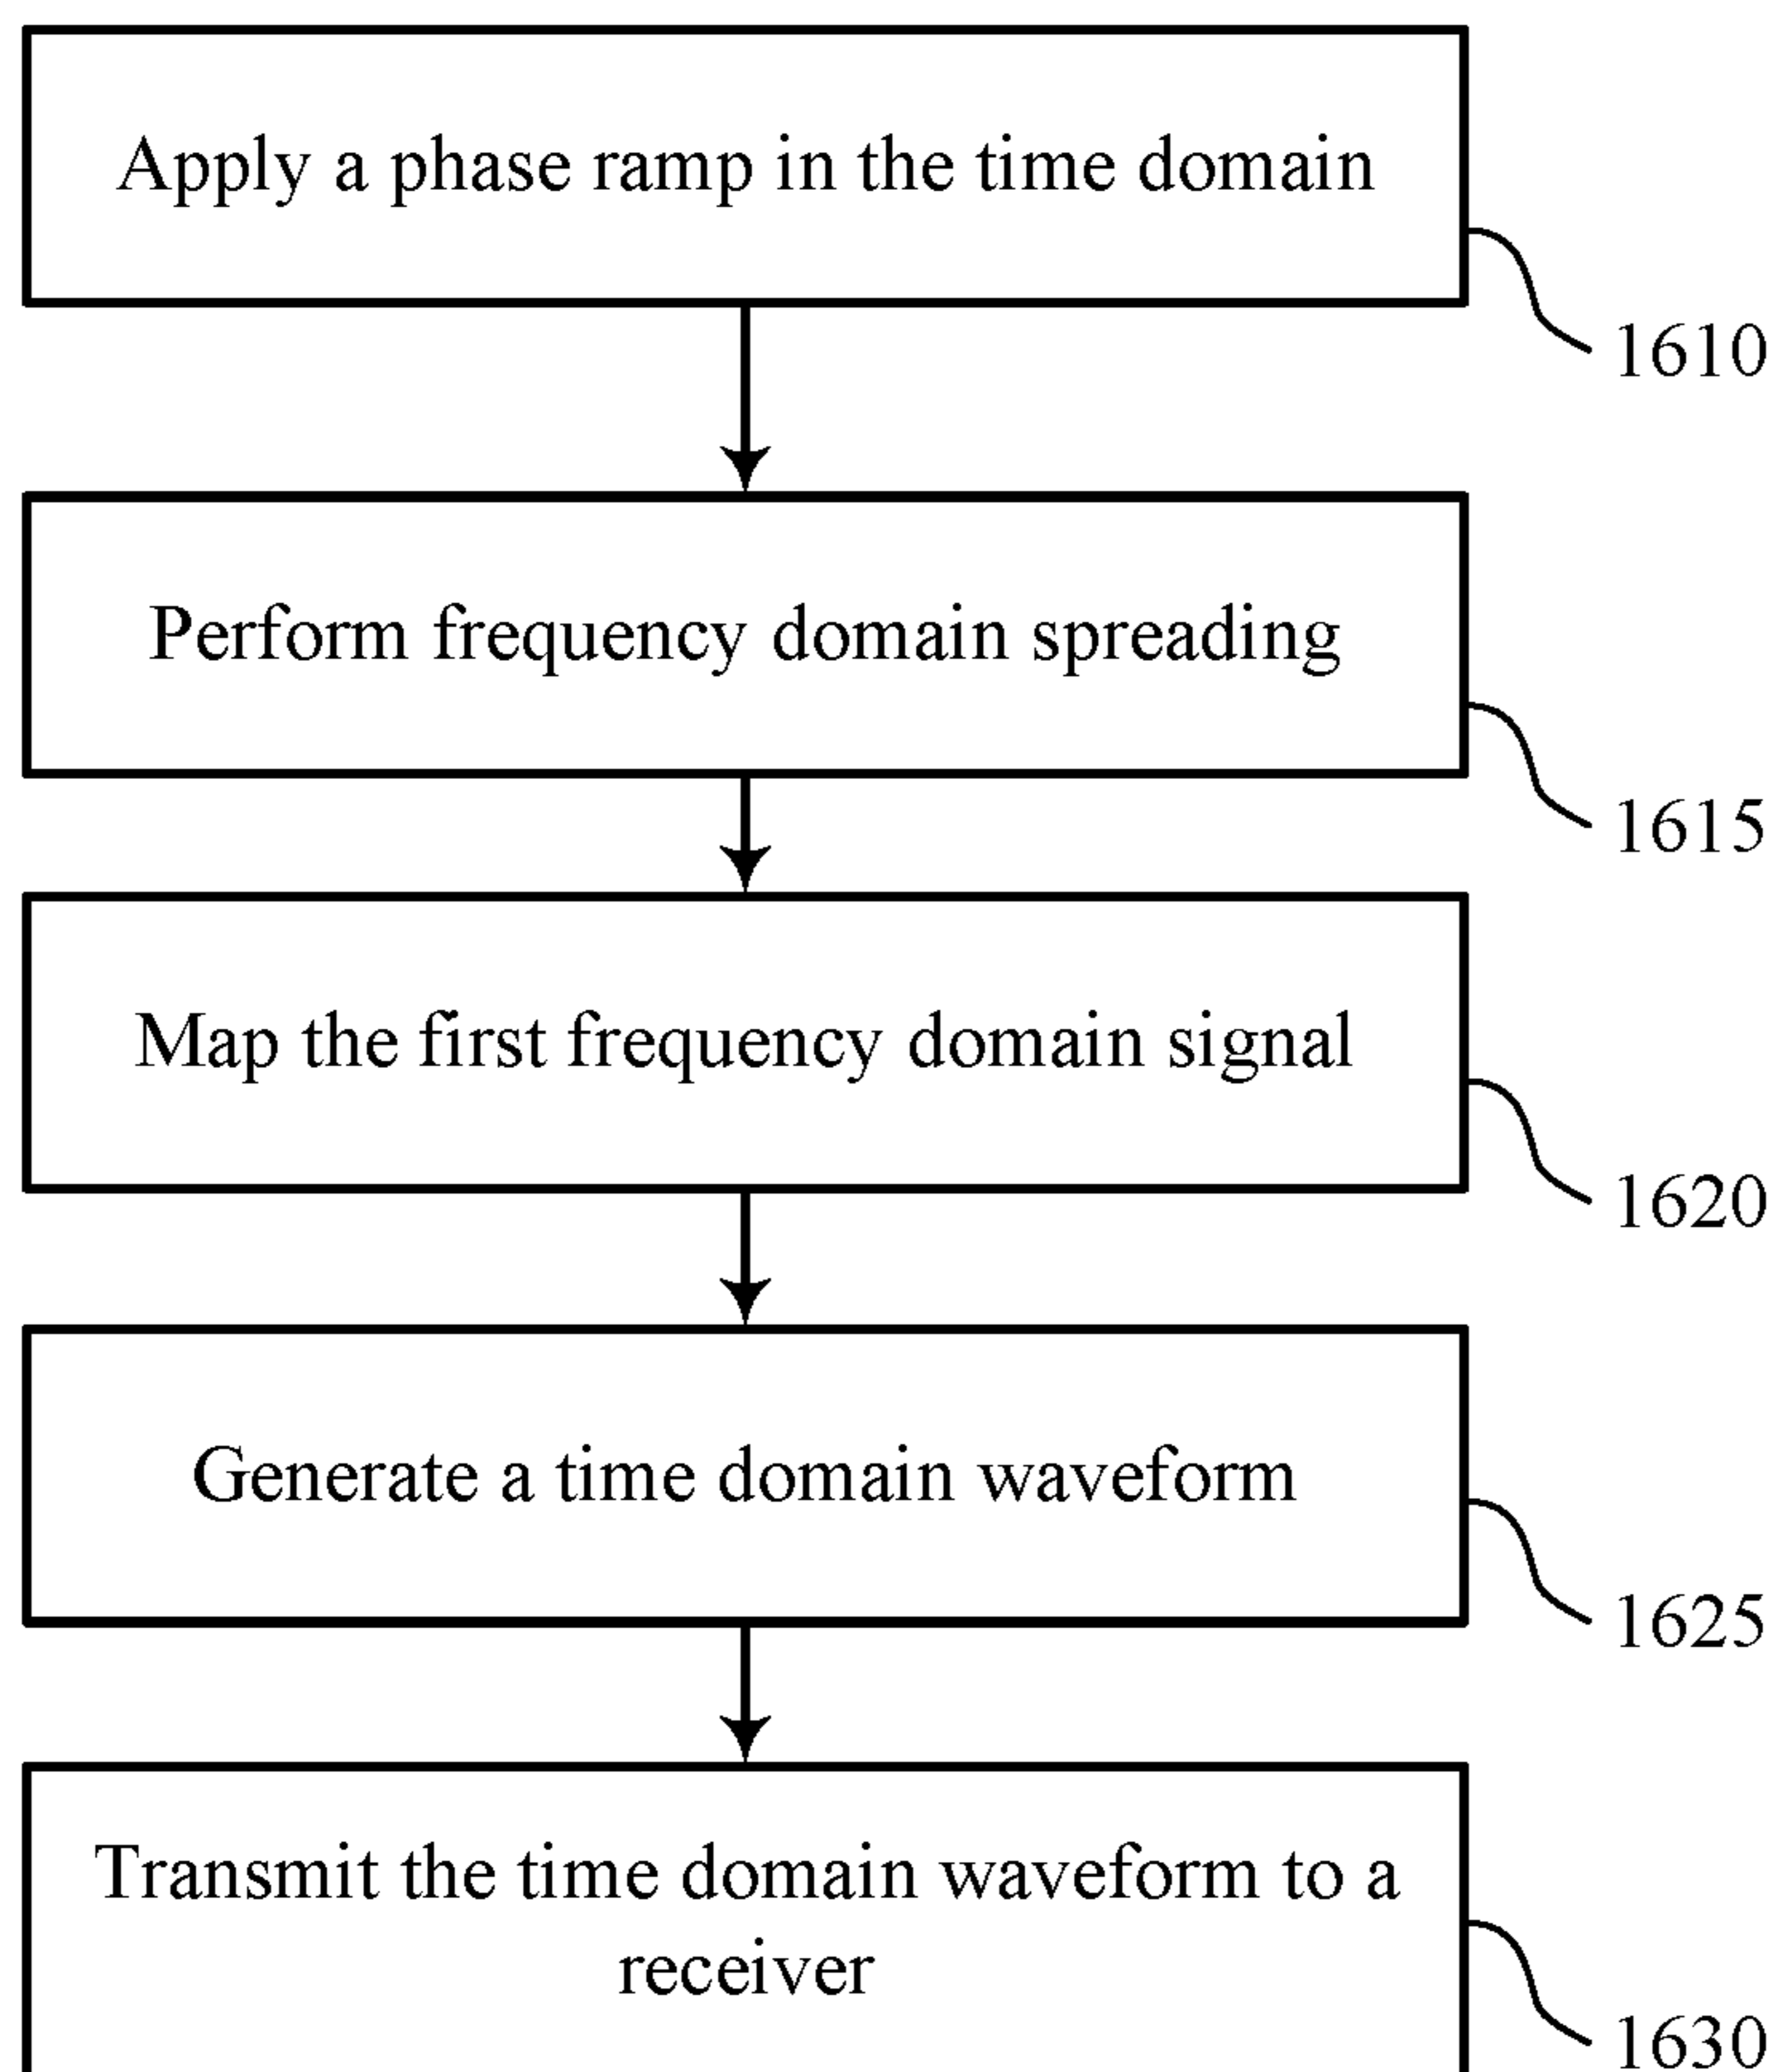 Apply a phase ramp in the time domain
1610
Perform frequency domain spreading
1615
Map the first frequency domain signal
1620
Generate a time domain waveform
1625
Transmit the time domain waveform to a
receiver
1630